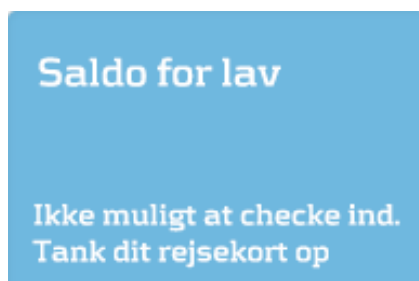 Saldo for lav
Ikke muligt at checke ind.
Tank dit rejsekort op